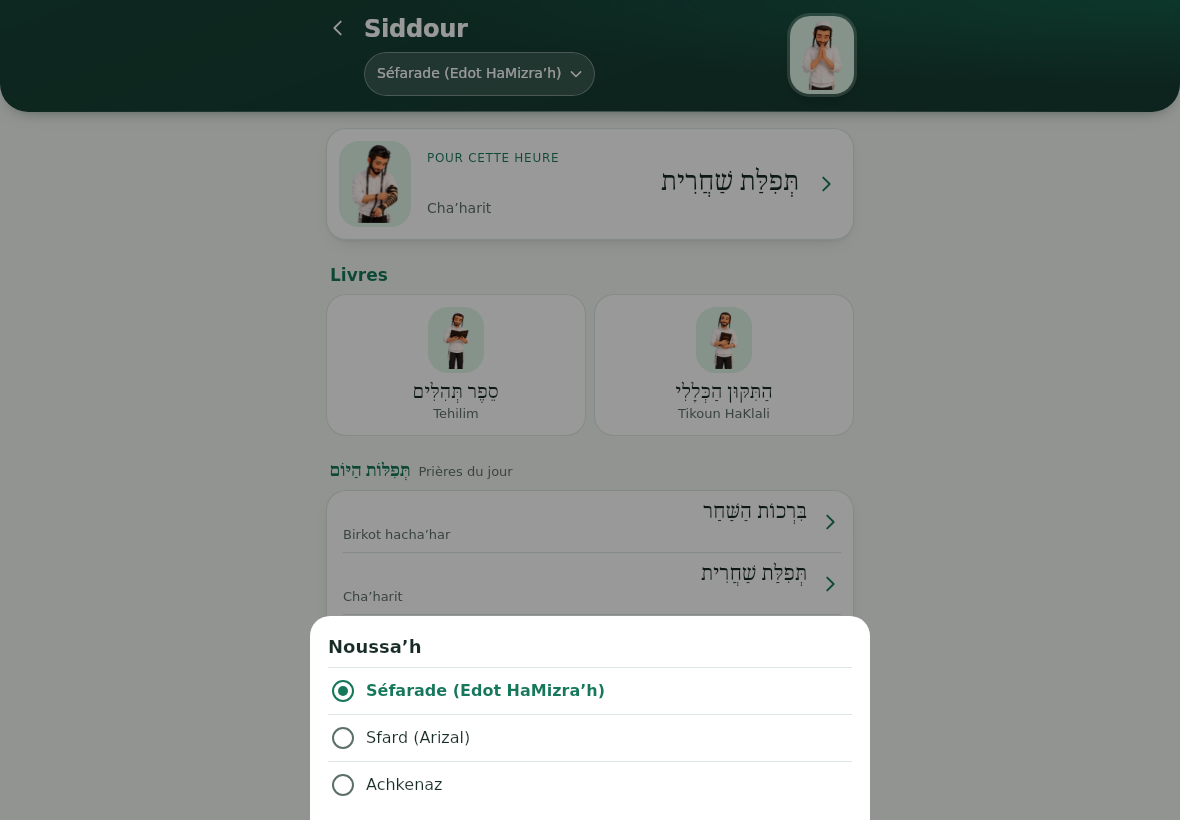 Siddour
Séfarade (Edot HaMizra’h)
POUR CETTE HEURE
תְּפִלַּת שַׁחֲרִית
Cha’harit
Livres
סֵפֶר תְּהִלִּים
Tehilim
הַתִּקּוּן הַכְּלָלִי
Tikoun HaKlali
תְּפִלּוֹת הַיּוֹם Prières du jour
בִּרְכוֹת הַשַּׁחַר
Birkot hacha’har
תְּפִלַּת שַׁחֲרִית
Cha’harit
Noussa’h
Séfarade (Edot HaMizra’h)
Sfard (Arizal)
Achkenaz